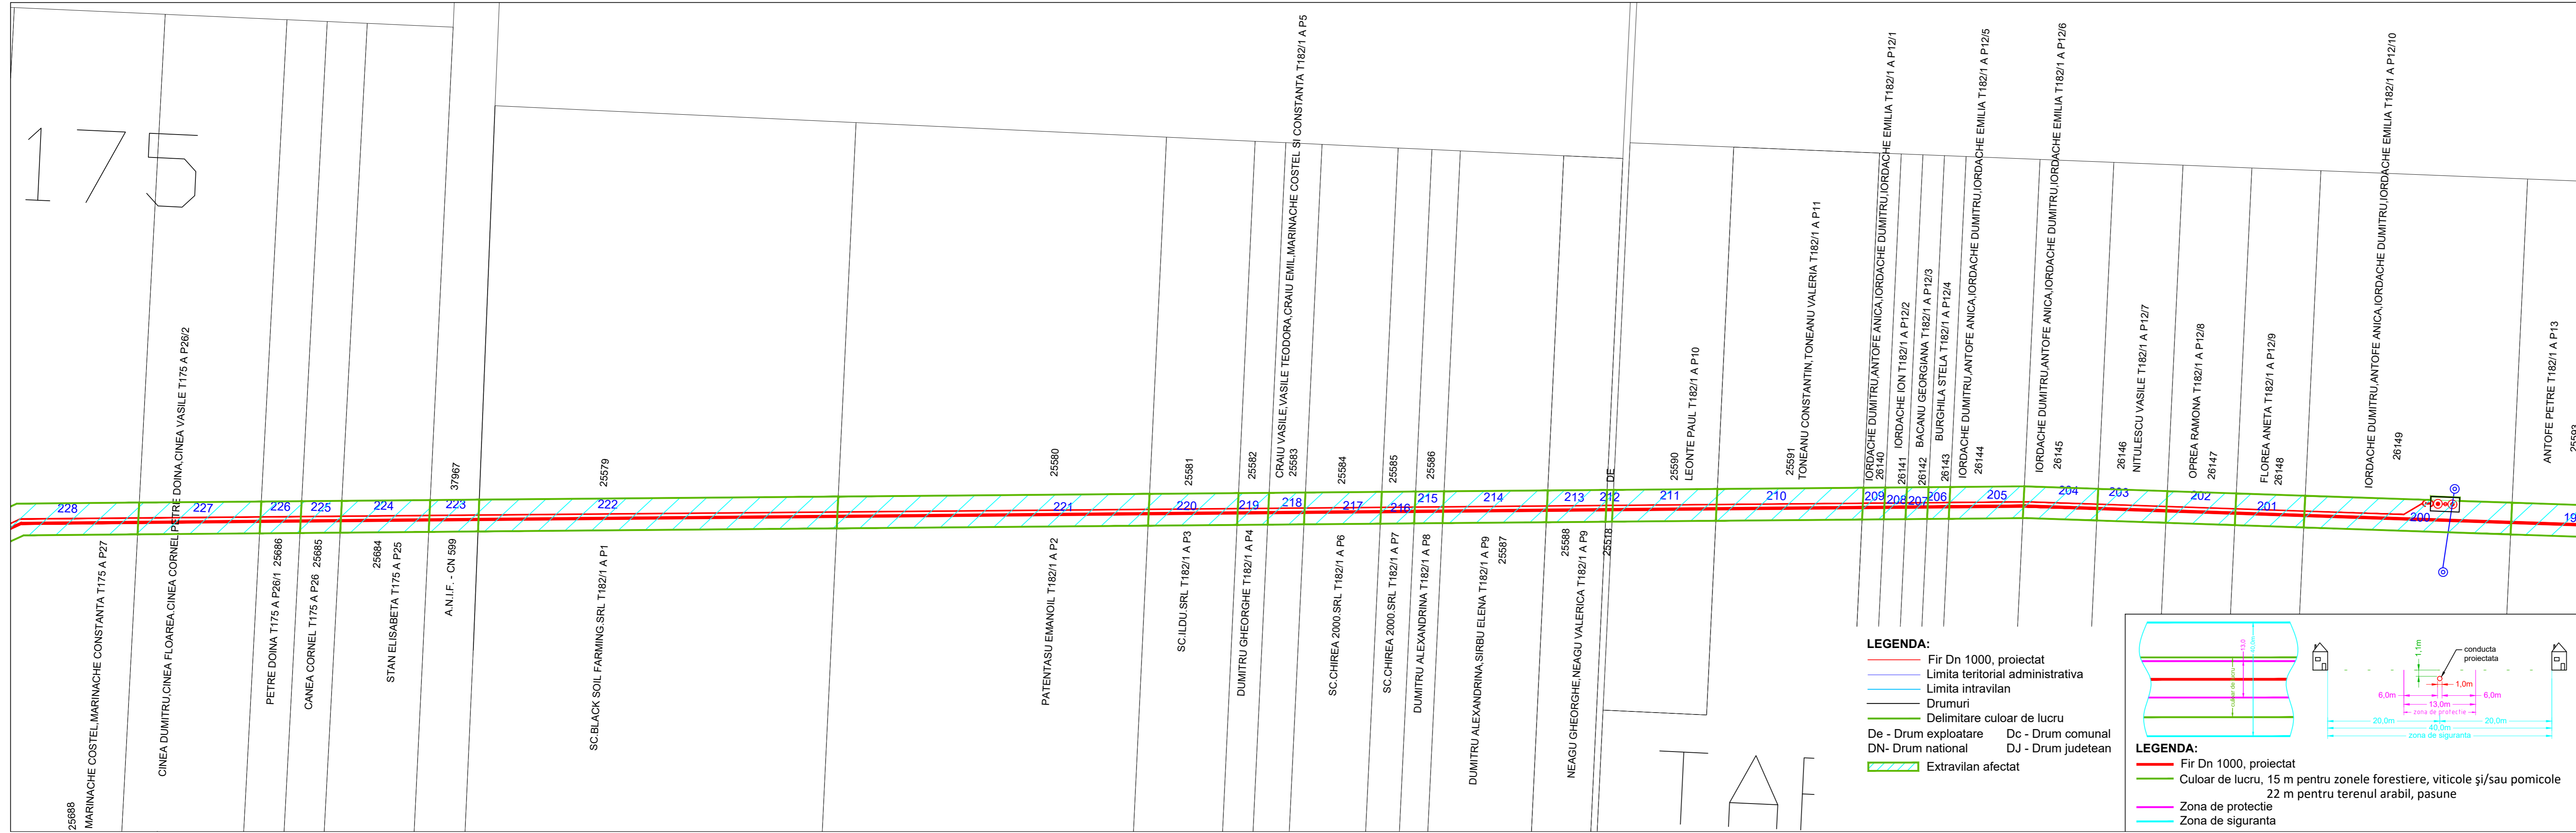 175
228
25688
MARINACHE COSTEL,MARINACHE CONSTANTA T175 A P27
227
CINEA DUMITRU,CINEA FLOAREA,CINEA CORNEL,PETRE DOINA,CINEA VASILE T175 A P26/2
226
PETRE DOINA T175 A P26/1 25686
225
CANEA CORNEL T175 A P26 25685
224
25684
STAN ELISABETA T175 A P25
37967
223
A.N.I.F. - CN 599
25579
222
SC.BLACK SOIL FARMING.SRL T182/1 A P1
25580
221
PATENTASU EMANOIL T182/1 A P2
25581
220
SC.ILDU.SRL T182/1 A P3
25582
219
DUMITRU GHEORGHE T182/1 A P4
CRAIU VASILE,VASILE TEODORA,CRAIU EMIL,MARINACHE COSTEL SI CONSTANTA T182/1 A P5
25583
218
25584
217
SC.CHIREA 2000.SRL T182/1 A P6
25585
216
SC.CHIREA 2000.SRL T182/1 A P7
25586
215
DUMITRU ALEXANDRINA T182/1 A P8
214
DUMITRU ALEXANDRINA,SIRBU ELENA T182/1 A P9
25587
213
25588
NEAGU GHEORGHE,NEAGU VALERICA T182/1 A P9
DE
212
25518
25590
LEONTE PAUL T182/1 A P10
211
25591
TONEANU CONSTANTIN,TONEANU VALERIA T182/1 A P11
210
IORDACHE DUMITRU,ANTOFE ANICA,IORDACHE DUMITRU,IORDACHE EMILIA T182/1 A P12/1
26140
209
26141 IORDACHE ION T182/1 A P12/2
208
26142 BACANU GEORGIANA T182/1 A P12/3
207
26143 BURGHILA STELA T182/1 A P12/4
206
IORDACHE DUMITRU,ANTOFE ANICA,IORDACHE DUMITRU,IORDACHE EMILIA T182/1 A P12/5
26144
205
IORDACHE DUMITRU,ANTOFE ANICA,IORDACHE DUMITRU,IORDACHE EMILIA T182/1 A P12/6
26145
204
26146
NITULESCU VASILE T182/1 A P12/7
203
OPREA RAMONA T182/1 A P12/8
26147
202
FLOREA ANETA T182/1 A P12/9
26148
201
IORDACHE DUMITRU,ANTOFE ANICA,IORDACHE DUMITRU,IORDACHE EMILIA T182/1 A P12/10
26149
200
ANTOFE PETRE T182/1 A P13
25593
19
TA
LEGENDA:
Fir Dn 1000, proiectat
Limita teritorial administrativa
Limita intravilan
Drumuri
Delimitare culoar de lucru
De - Drum exploatare Dc - Drum comunal
DN- Drum national DJ - Drum judetean
Extravilan afectat
culoar de lucru
13,0
40,0m
1,1m
conducta
proiectata
1,0m
6,0m 6,0m
13,0m
zona de protectie
20,0m 20,0m
40,0m
zona de siguranta
LEGENDA:
Fir Dn 1000, proiectat
Culoar de lucru, 15 m pentru zonele forestiere, viticole şi/sau pomicole
22 m pentru terenul arabil, pasune
Zona de protectie
Zona de siguranta